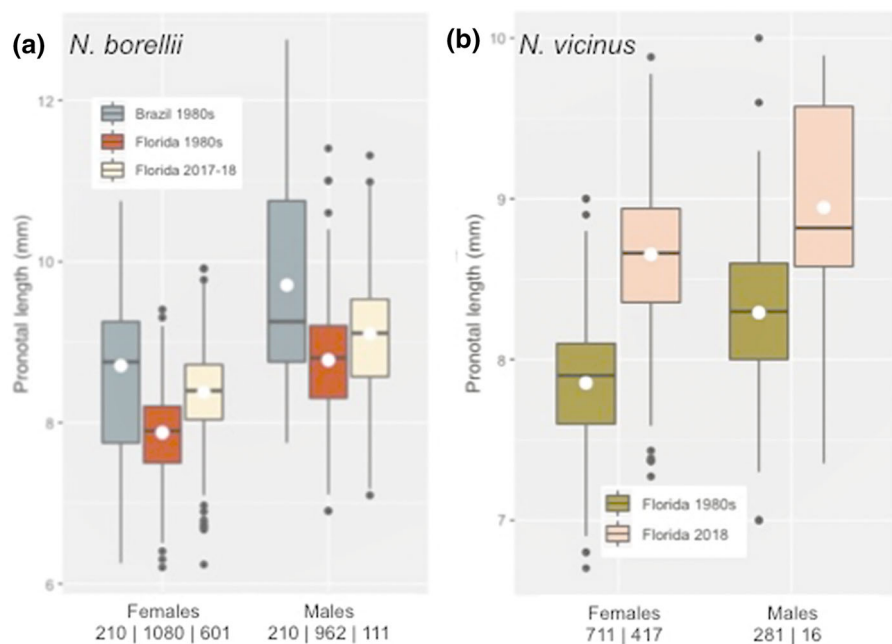 (a) N. borellii
Pronotal length (mm)
12
10
8
6
Brazil 1980s
Florida 1980s
Florida 2017-18
Females Males
210 | 1080 | 601 210 | 962 | 111
(b) N. vicinus
Pronotal length (mm)
10
9
8
7
Florida 1980s
Florida 2018
Females Males
711 | 417 281 | 16